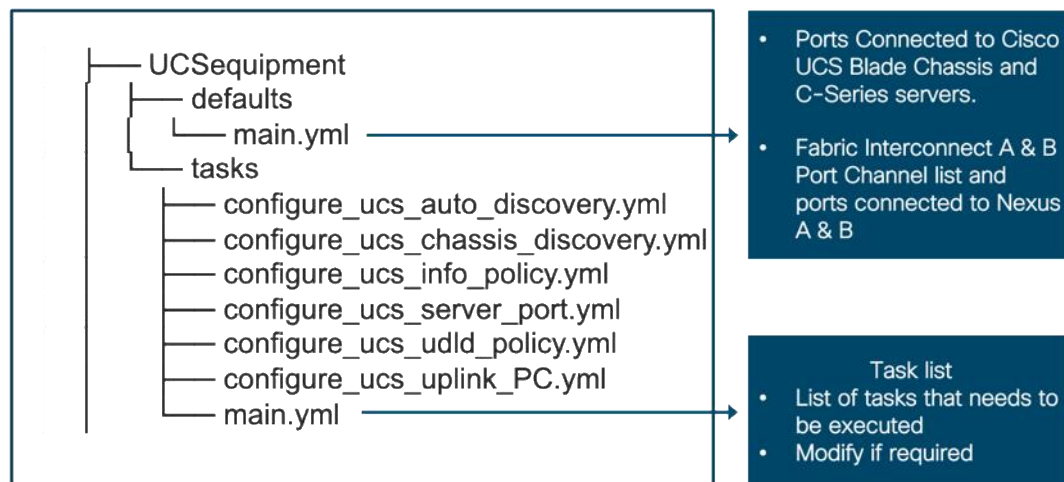 UCSequipment
defaults
main.yml
tasks
configure_ucs_auto_discovery.yml
configure_ucs_chassis_discovery.yml
configure_ucs_info_policy.yml
configure_ucs_server_port.yml
configure_ucs_udld_policy.yml
configure_ucs_uplink_PC.yml
main.yml
• Ports Connected to Cisco
UCS Blade Chassis and
C-Series servers.
• Fabric Interconnect A & B
Port Channel list and
ports connected to Nexus
A & B
Task list
• List of tasks that needs to
be executed
• Modify if required